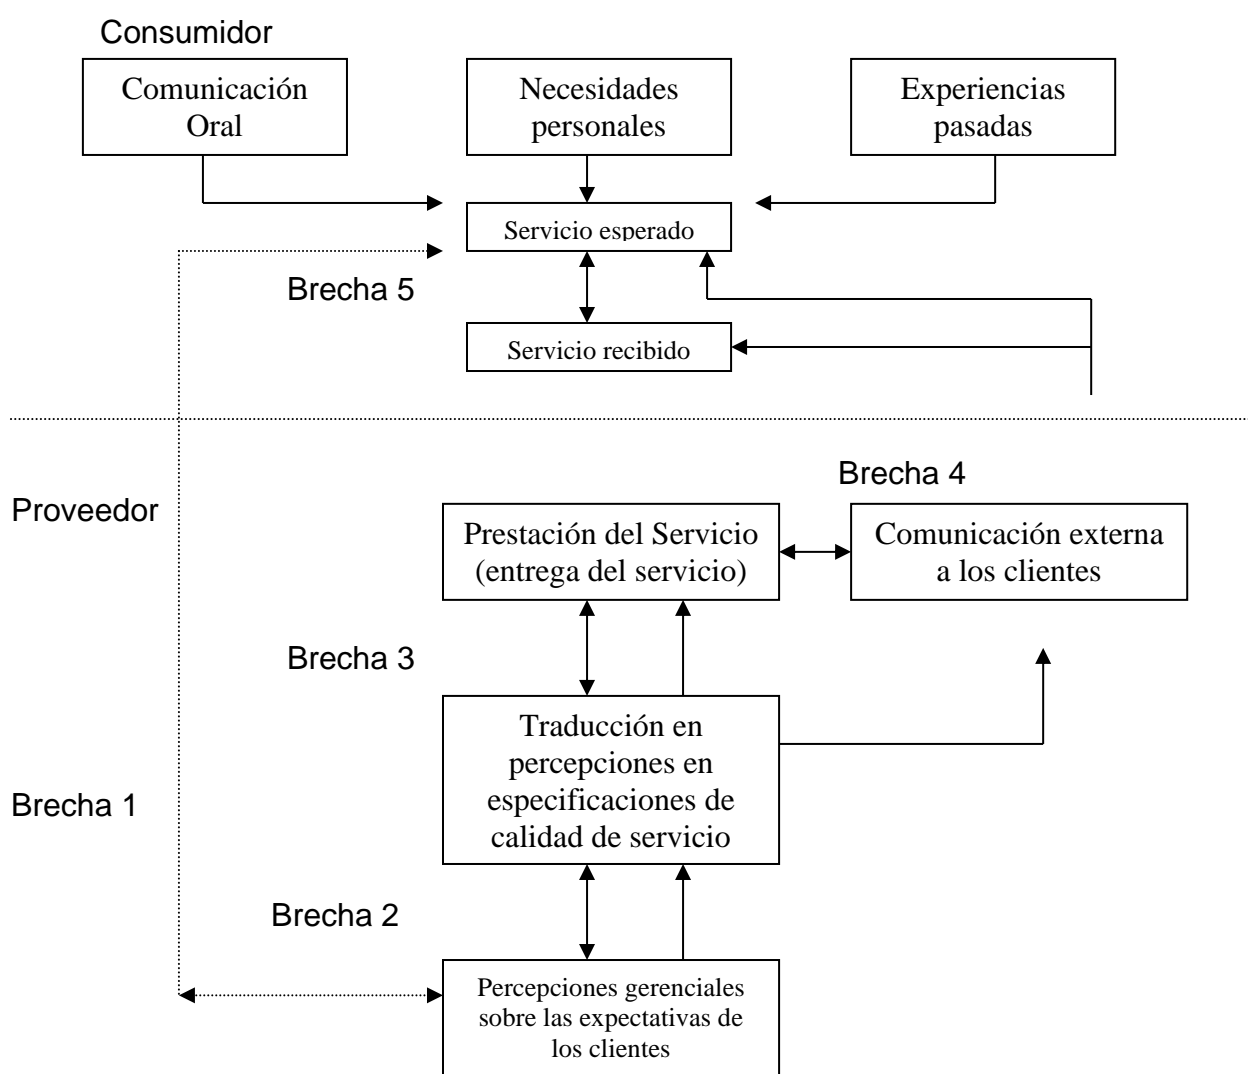 Consumidor
Comunicación
Oral
Necesidades
personales
Experiencias
pasadas
Servicio esperado
Brecha 5
Servicio recibido
Brecha 4
Proveedor
Prestación del Servicio
(entrega del servicio)
Comunicación externa
a los clientes
Brecha 3
Traducción en
percepciones en
especificaciones de
calidad de servicio
Brecha 1
Brecha 2
Percepciones gerenciales
sobre las expectativas de
los clientes